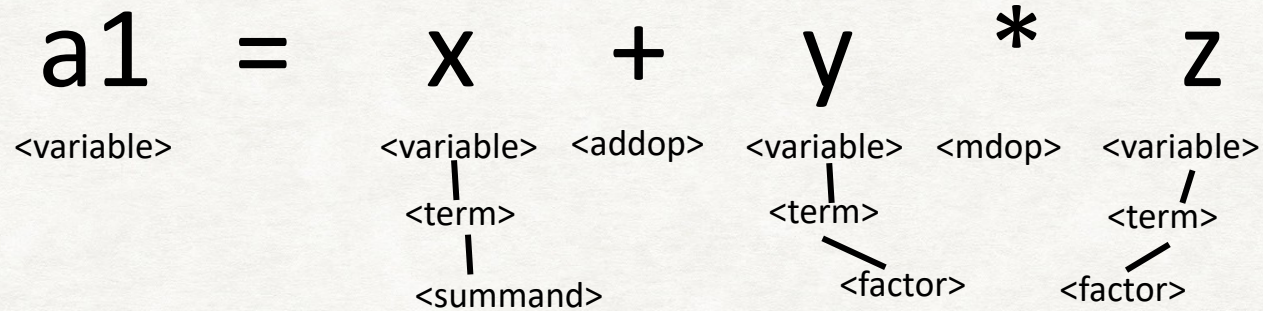 a1 = x + y * z
<variable> <variable> <addop> <variable> <mdop> <variable>
<term> <term> <term>
<summand> <factor> <factor>